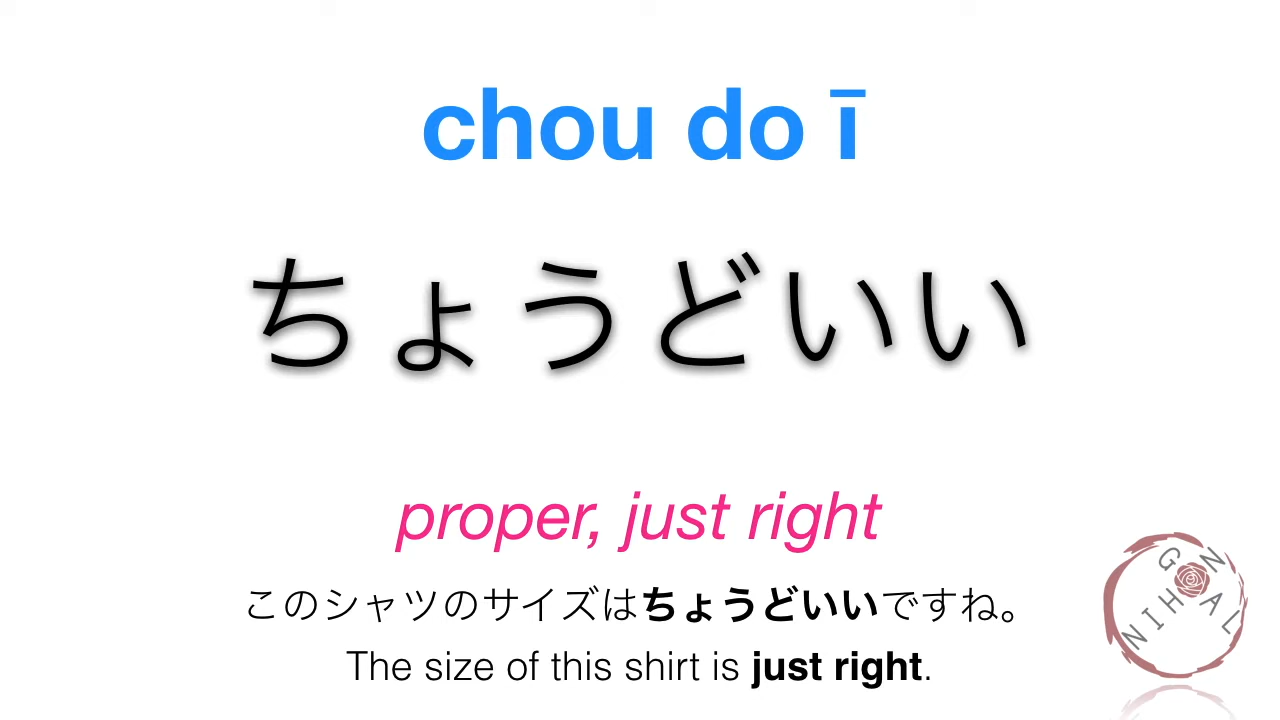 chou do ī
ちょうどいい
proper, just right
このシャツのサイズはちょうどいいですね。
The size of this shirt is just right.
NIHONGONAL